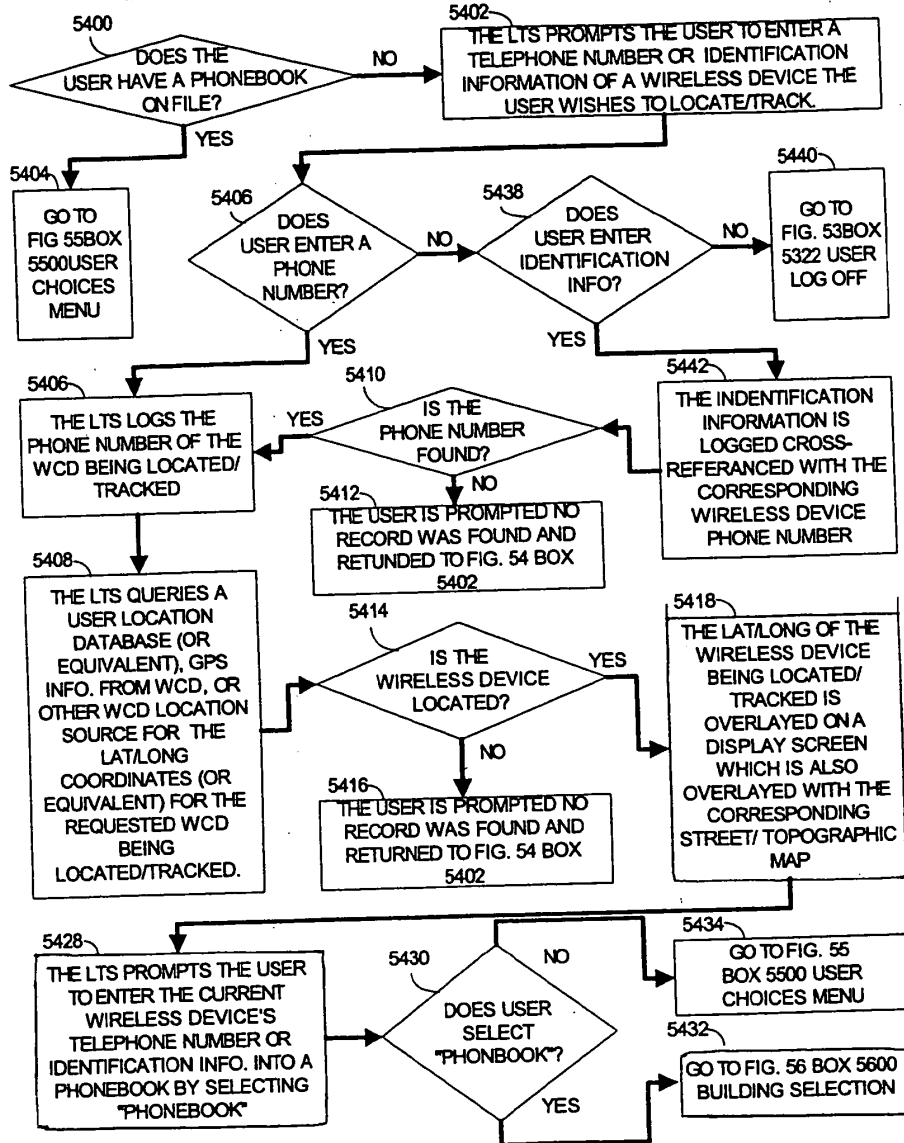 5400
DOES THE
USER HAVE A PHONEBOOK
ON FILE?
NO
YES
5402
THE LTS PROMPTS THE USER TO ENTER A
TELEPHONE NUMBER OR IDENTIFICATION
INFORMATION OF A WIRELESS DEVICE THE
USER WISHES TO LOCATE/TRACK.
5404
GO TO
FIG 55BOX
5500USER
CHOICES
MENU
5406
DOES
USER ENTER A
PHONE
NUMBER?
NO
YES
5438
DOES
USER ENTER
IDENTIFICATION
INFO?
NO
YES
5440
GO TO
FIG. 53BOX
5322 USER
LOG OFF
5406
THE LTS LOGS THE
PHONE NUMBER OF THE
WCD BEING LOCATED/
TRACKED
5410
IS THE
PHONE NUMBER
FOUND?
YES
NO
5442
THE INDENTIFICATION
INFORMATION IS
LOGGED CROSS-
REFERANCED WITH THE
CORRESPONDING
WIRELESS DEVICE
PHONE NUMBER
5412
THE USER IS PROMPTED NO
RECORD WAS FOUND AND
RETUNDED TO FIG. 54 BOX
5402
5408
THE LTS QUERIES A
USER LOCATION
DATABASE (OR
EQUIVALENT), GPS
INFO. FROM WCD, OR
OTHER WCD LOCATION
SOURCE FOR THE
LAT/LONG
COORDINATES (OR
EQUIVALENT) FOR THE
REQUESTED WCD
BEING
LOCATED/TRACKED.
5414
IS THE
WIRELESS DEVICE
LOCATED?
YES
NO
5416
THE USER IS PROMPTED NO
RECORD WAS FOUND AND
RETURNED TO FIG. 54 BOX
5402
5418
THE LAT/LONG OF THE
WIRELESS DEVICE
BEING LOCATED/
TRACKED IS
OVERLAYED ON A
DISPLAY SCREEN
WHICH IS ALSO
OVERLAYED WITH THE
CORRESPONDING
STREET/ TOPOGRAPHIC
MAP
5428
THE LTS PROMPTS THE USER
TO ENTER THE CURRENT
WIRELESS DEVICE'S
TELEPHONE NUMBER OR
IDENTIFICATION INFO. INTO A
PHONEBOOK BY SELECTING
"PHONEBOOK"
5430
DOES USER
SELECT
"PHONBOOK"?
NO
YES
5434
GO TO FIG. 55
BOX 5500 USER
CHOICES MENU
5432
GO TO FIG. 56 BOX 5600
BUILDING SELECTION